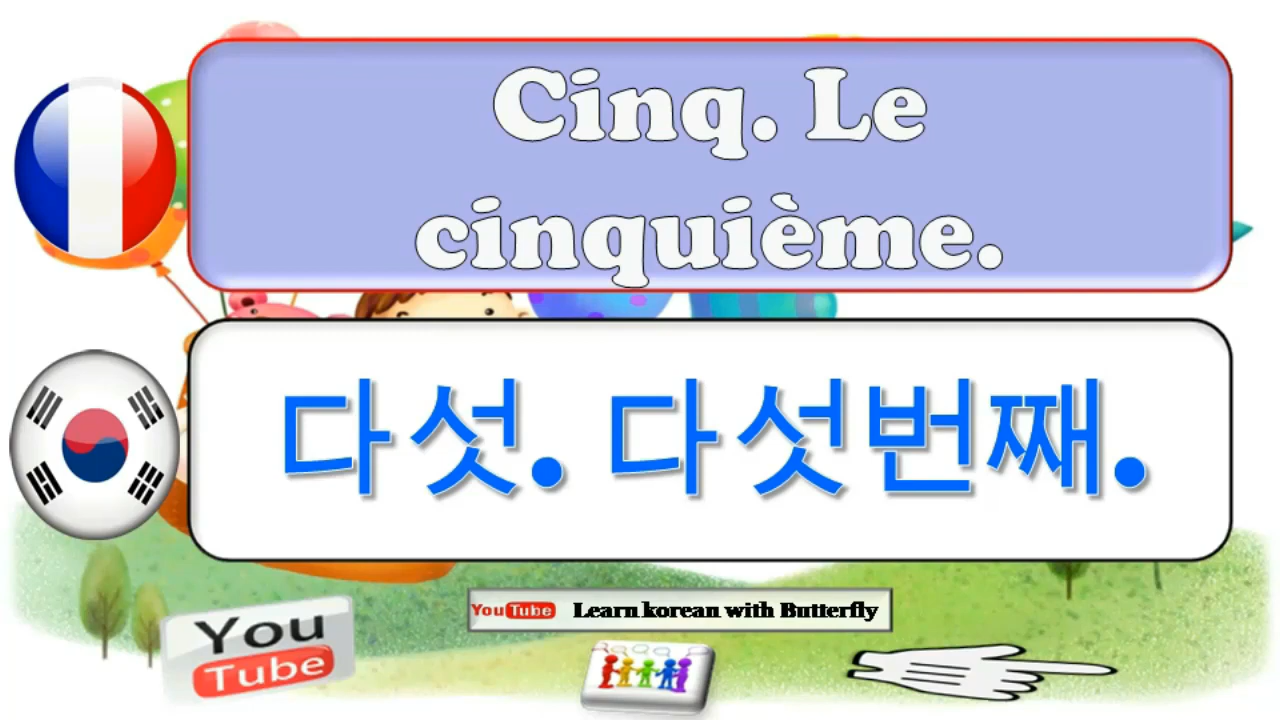 Cinq. Le
cinquième.
다섯. 다섯번째.
YouTube Learn korean with Butterfly
You
Tube